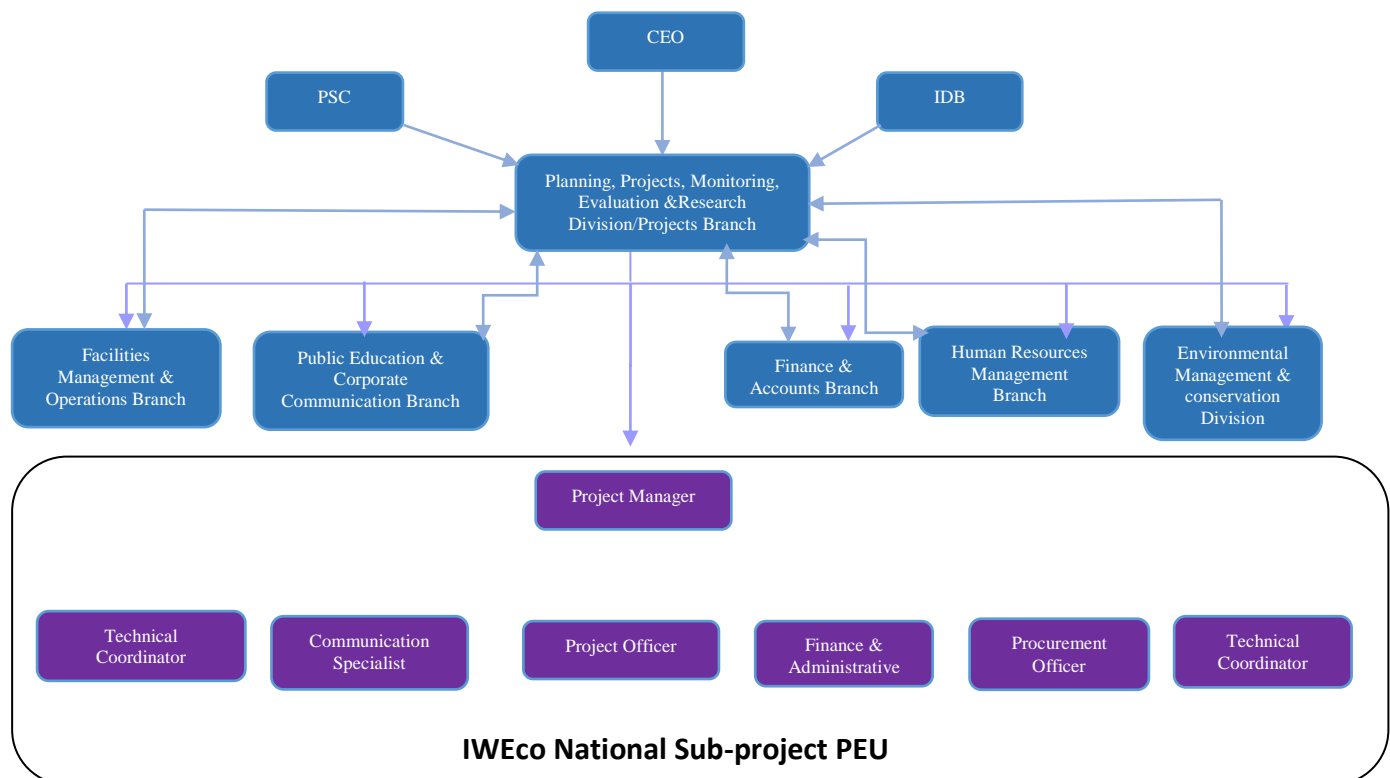 CEO
PSC
IDB
Planning, Projects, Monitoring,
Evaluation &Research
Division/Projects Branch
Facilities
Management &
Operations Branch
Public Education &
Corporate
Communication Branch
Finance &
Accounts Branch
Human Resources
Management
Branch
Environmental
Management &
conservation
Division
Project Manager
Technical
Coordinator
Communication
Specialist
Project Officer
Finance &
Administrative
Procurement
Officer
Technical
Coordinator
IWEco National Sub-project PEU